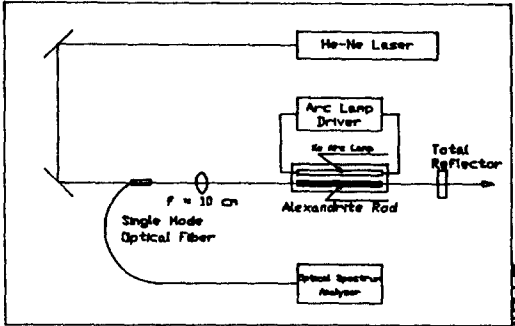 He-Ne Laser
Arc Lamp
Driver
Xe Arc Lamp
Total
Reflector
f = 10 cm
Alexandrite Rod
Single Mode
Optical Fiber
Optical Spectrum
Analyzer